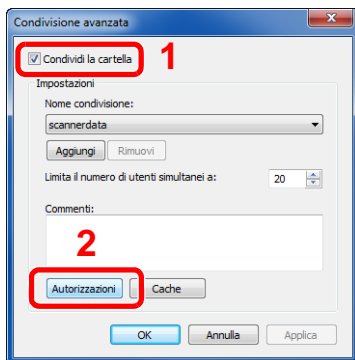 Condivisione avanzata
Condividi la cartella 1
Impostazioni
Nome condivisione:
scannerdata
Aggiungi Rimuovi
Limita il numero di utenti simultanei a: 20
Commenti:
2
Autorizzazioni Cache
OK Annulla Applica